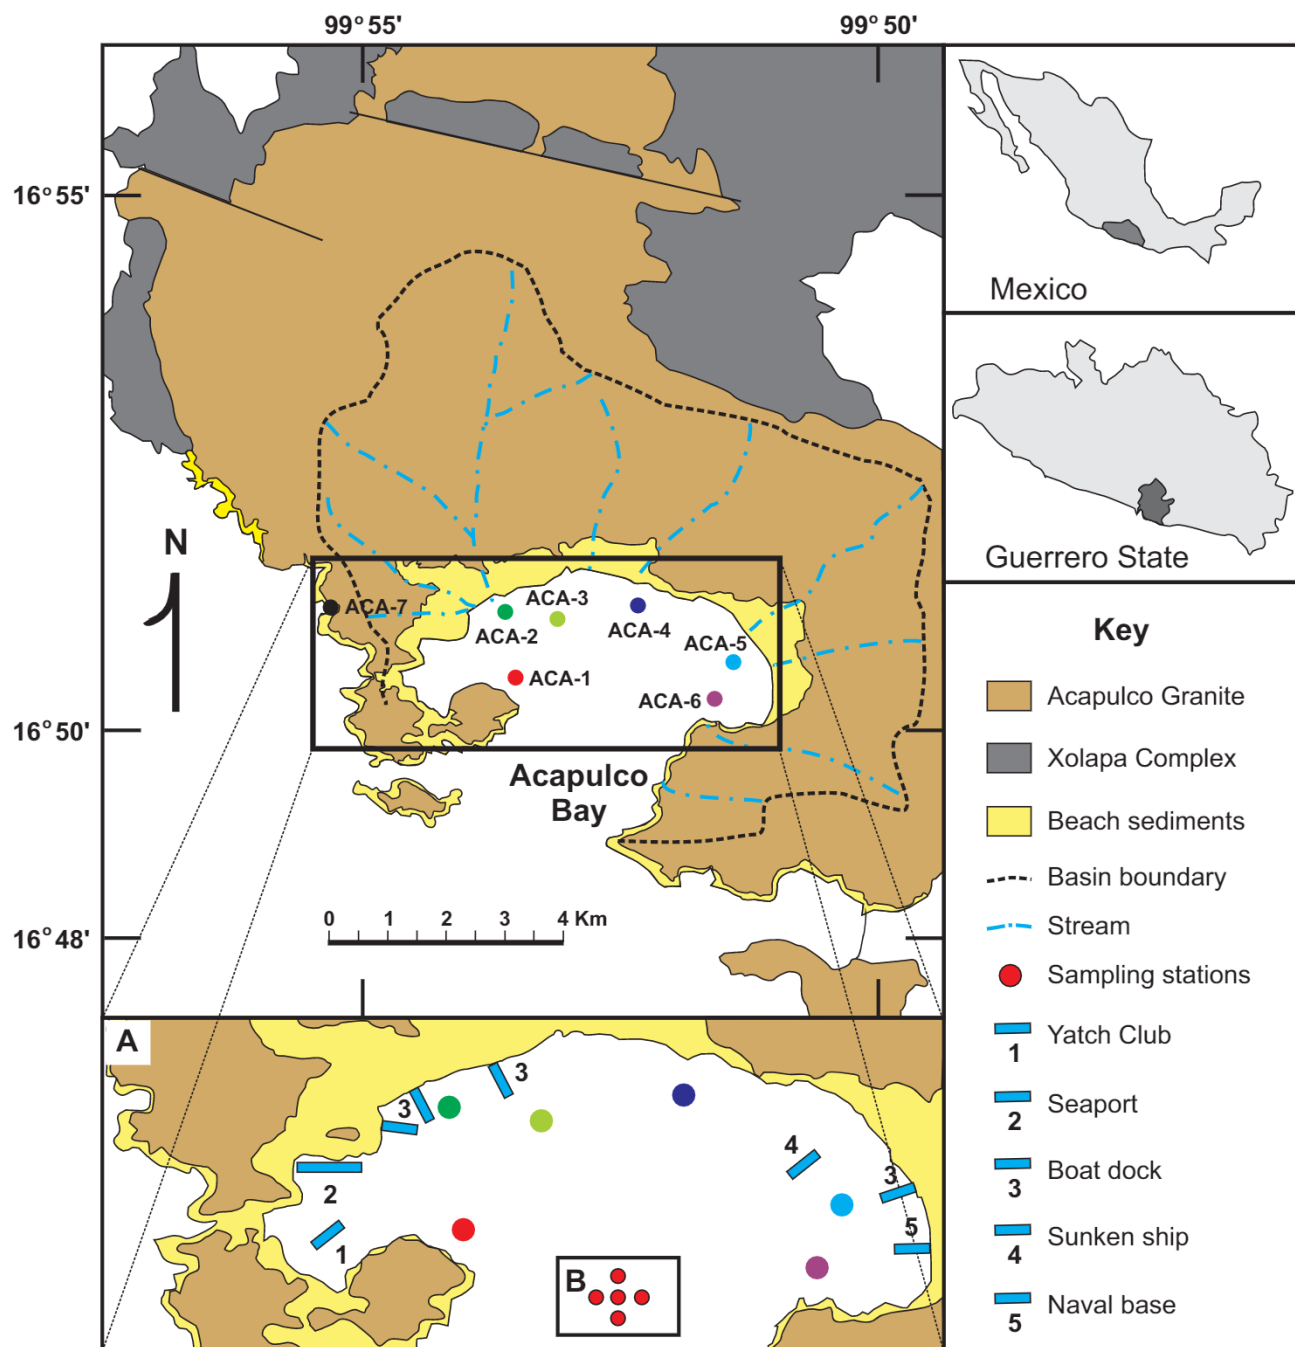 99°55'
99°50'
16°55'
16°50'
16°48'
N
ACA-7
ACA-3
ACA-2
ACA-4
ACA-5
ACA-1
ACA-6
Acapulco
Bay
0 1 2 3 4 Km
Mexico
Guerrero State
Key
Acapulco Granite
Xolapa Complex
Beach sediments
Basin boundary
Stream
Sampling stations
Yatch Club
1
Seaport
2
Boat dock
3
Sunken ship
4
Naval base
5
A
3
3
4
3
2
5
1
B